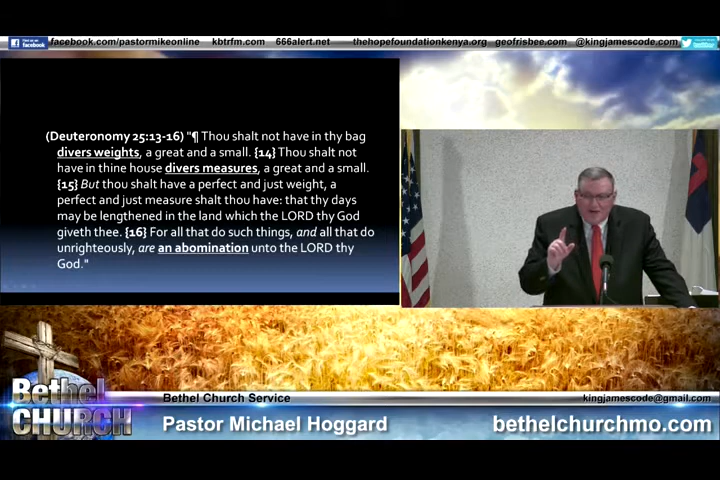 facebook.com/pastormikeonline kbtrfm.com 666alert.net thehopefoundationkenya.org geofrisbee.com @kingjamescode.com
(Deuteronomy 25:13-16) "¶ Thou shalt not have in thy bag
divers weights, a great and a small. {14} Thou shalt not
have in thine house divers measures, a great and a small.
{15} But thou shalt have a perfect and just weight, a
perfect and just measure shalt thou have: that thy days
may be lengthened in the land which the LORD thy God
giveth thee. {16} For all that do such things, and all that do
unrighteously, are an abomination unto the LORD thy
God."
Bethel
CHURCH
Bethel Church Service kingjamescode@gmail.com
Pastor Michael Hoggard bethelchurchmo.com